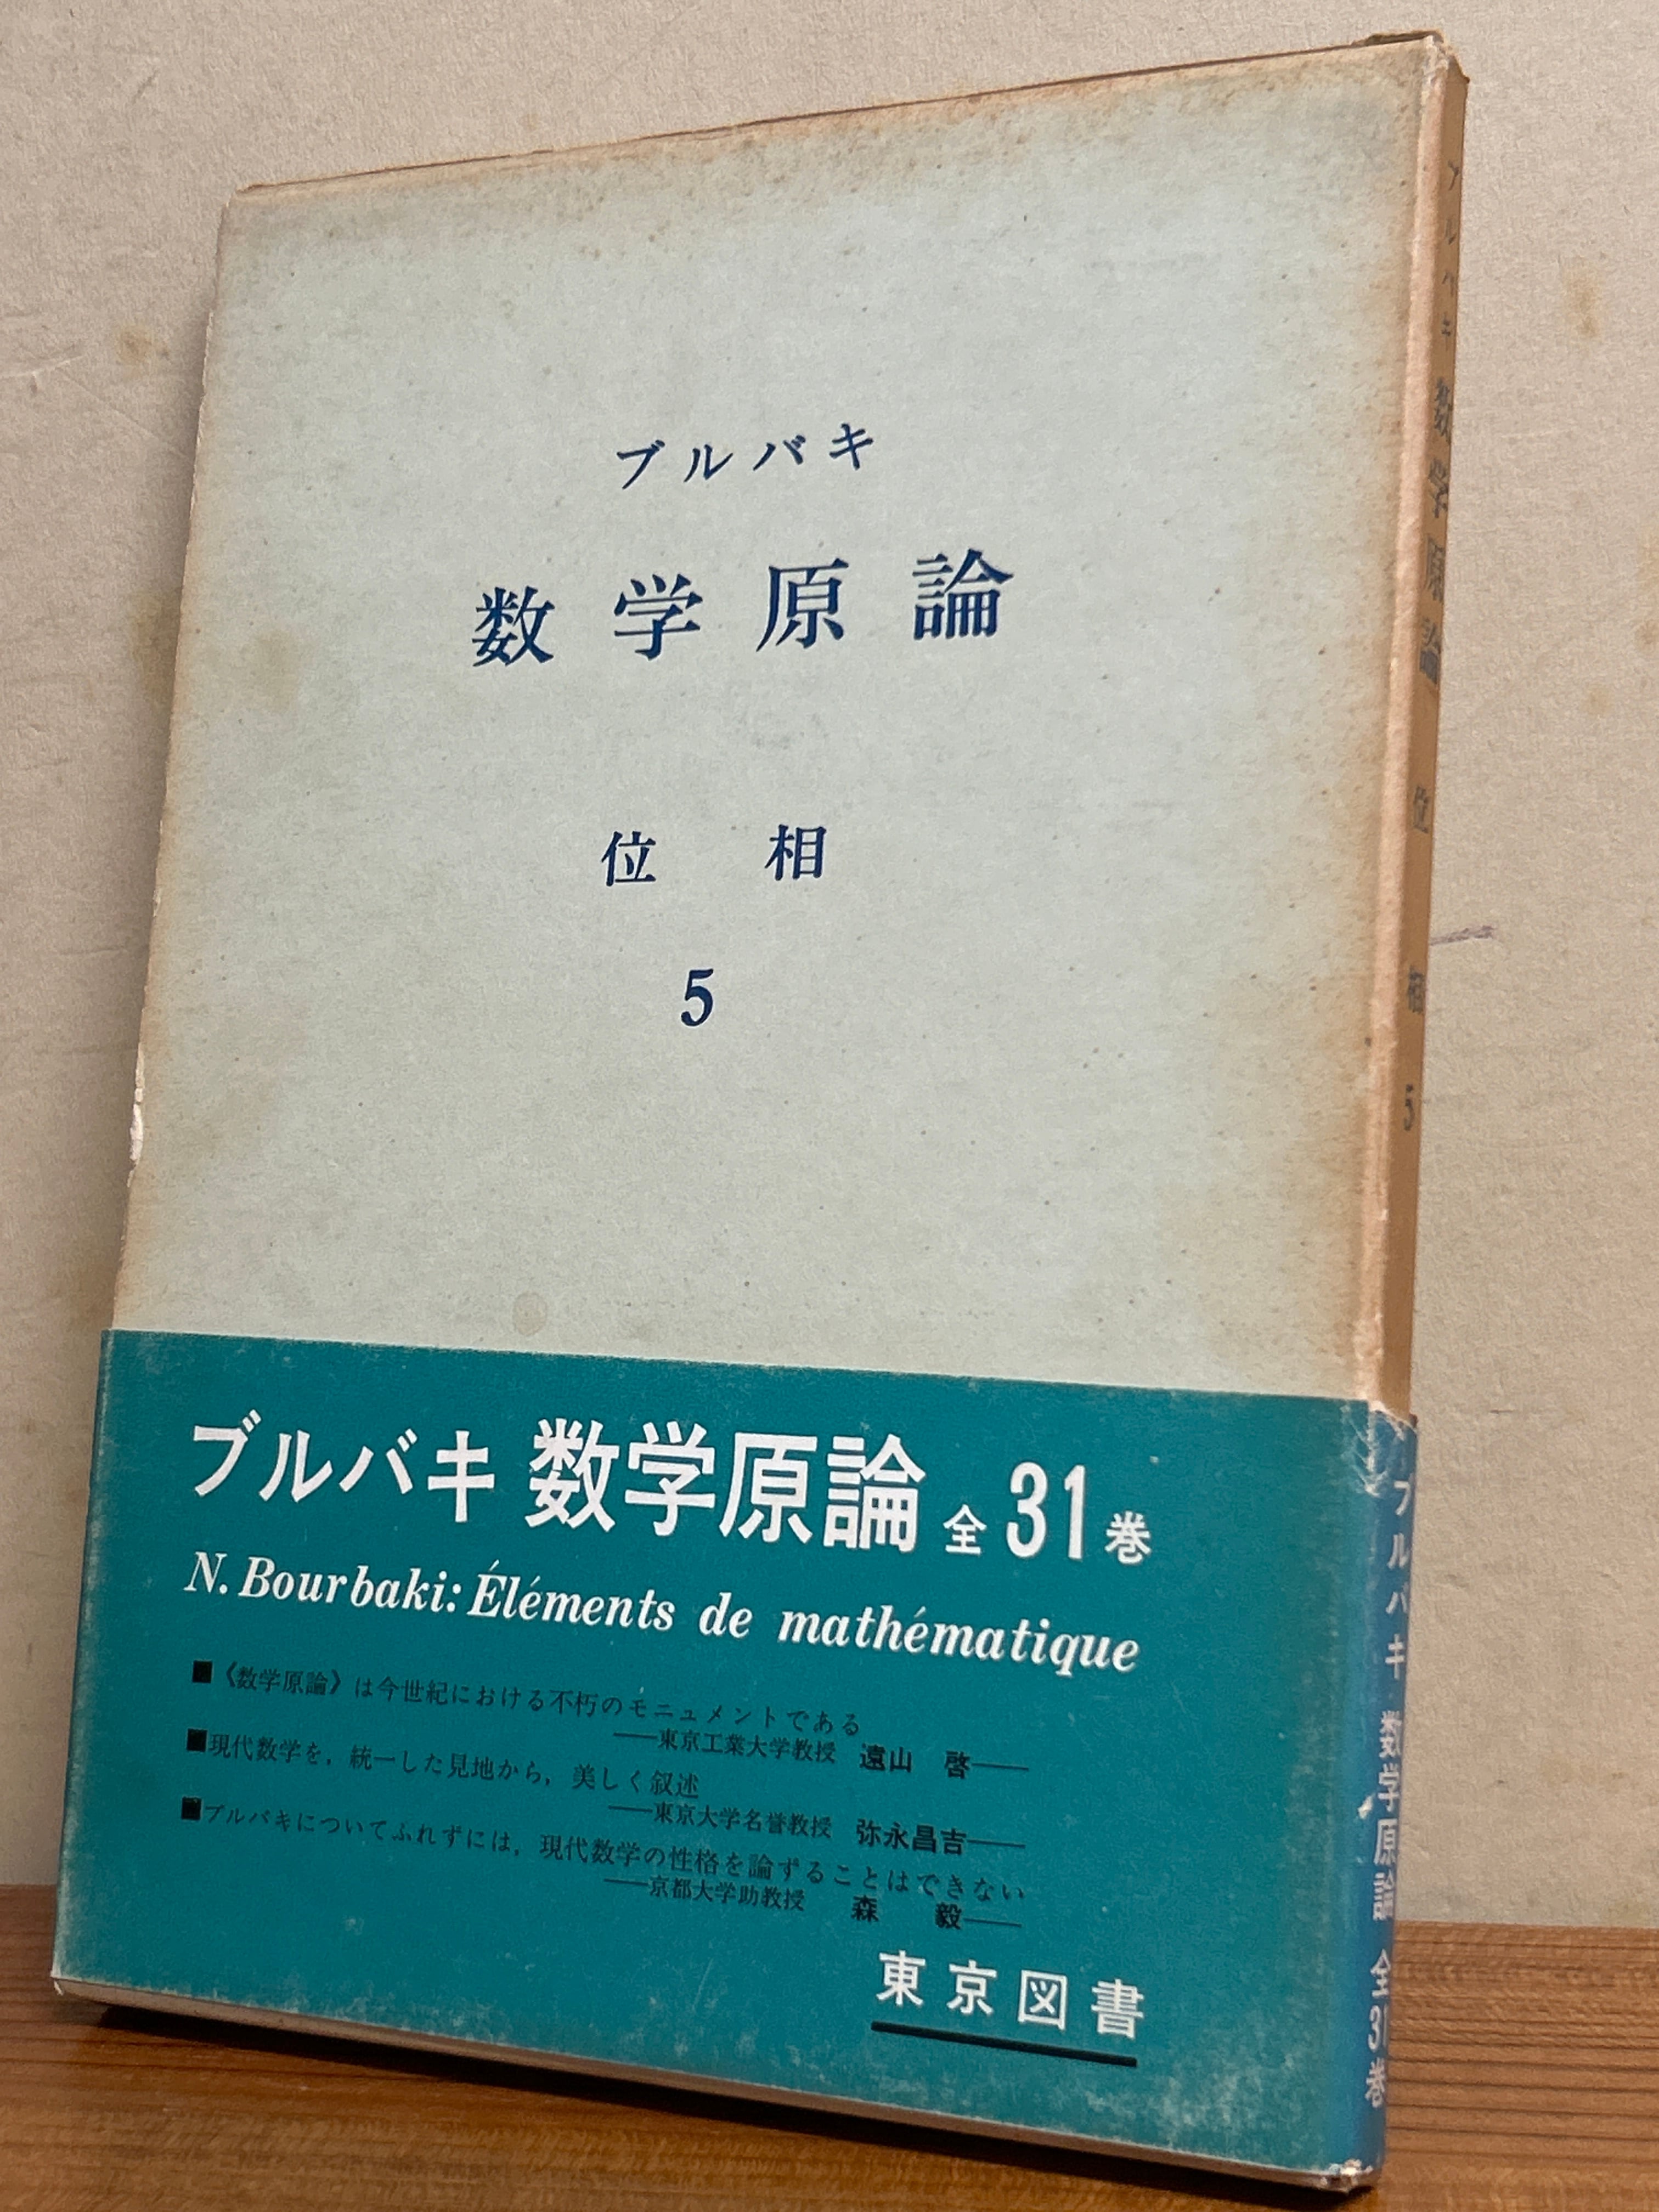 ブルバキ
数学原論
位相
5
ブルバキ 数学原論 全31巻
N. Bourbaki: Éléments de mathématique
■《数学原論》は今世紀における不朽のモニュメントである
——東京工業大学教授 遠山 啓——
■現代数学を，統一した見地から，美しく叙述
——東京大学名誉教授 弥永昌吉——
■ブルバキについてふれずには，現代数学の性格を論ずることはできない
——京都大学助教授 森 毅——
東京図書
ブルバキ 数学原論 位相 5
ブルバキ 数学原論 全31巻